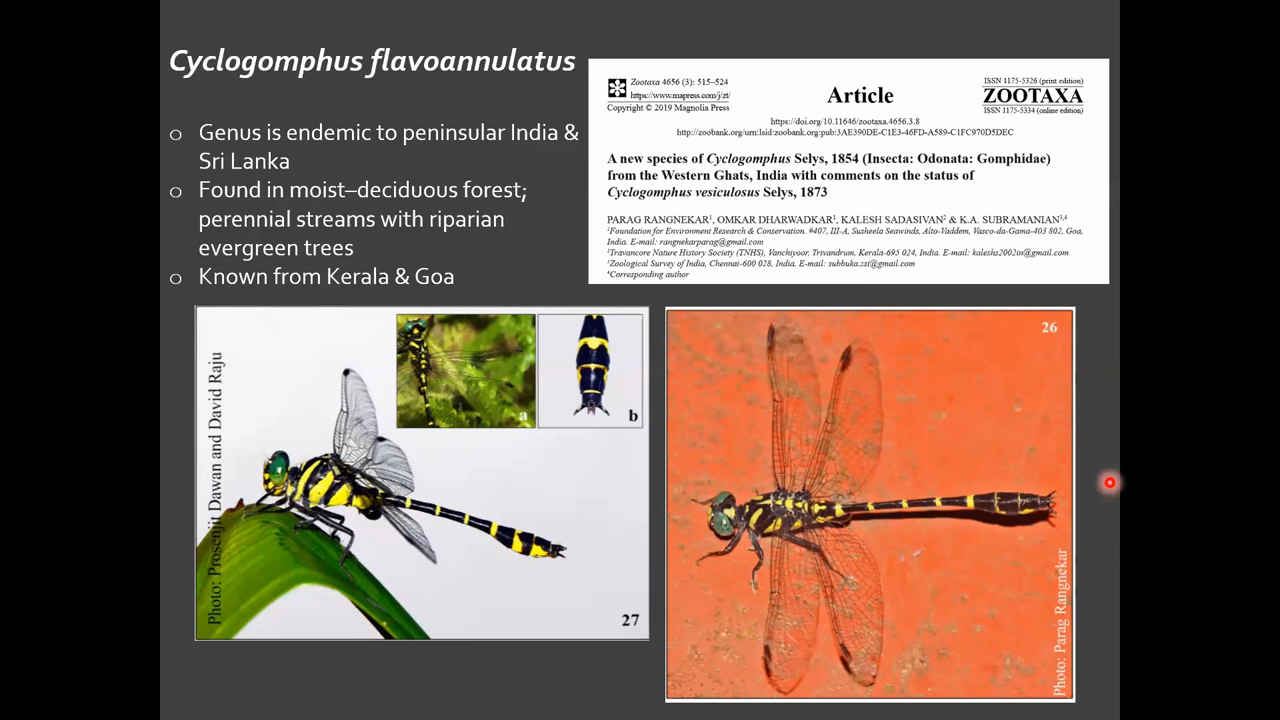 Cyclogomphus flavoannulatus
o Genus is endemic to peninsular India &
Sri Lanka
o Found in moist–deciduous forest;
perennial streams with riparian
evergreen trees
o Known from Kerala & Goa
Zootaxa 4656 (3): 515–524
https://www.mapress.com/j/zt/
Copyright © 2019 Magnolia Press
Article
ISSN 1175-5326 (print edition)
ZOOTAXA
ISSN 1175-5334 (online edition)
https://doi.org/10.11646/zootaxa.4656.3.8
http://zoobank.org/urn:lsid:zoobank.org:pub:3AE390DE-C1E3-46FD-A589-C1FC970D5DEC
A new species of Cyclogomphus Selys, 1854 (Insecta: Odonata: Gomphidae)
from the Western Ghats, India with comments on the status of
Cyclogomphus vesiculosus Selys, 1873
PARAG RANGNEKAR¹, OMKAR DHARWADKAR¹, KALESH SADASIVAN² & K.A. SUBRAMANIAN³,⁴
¹Foundation for Environment Research & Conservation. #407, III-A, Susheela Seawinds, Alto-Vaddem, Vasco-da-Gama-403 802, Goa,
India. E-mail: rangnekarparag@gmail.com
²Travancore Nature History Society (TNHS), Vanchiyoor, Trivandrum, Kerala-695 024, India. E-mail: kaleshs2002in@gmail.com
³Zoological Survey of India, Chennai-600 028, India. E-mail: subbuka.zsi@gmail.com
⁴Corresponding author
Photo: Prosenjit Dawan and David Raju
a
b
27
26
Photo: Parag Rangnekar